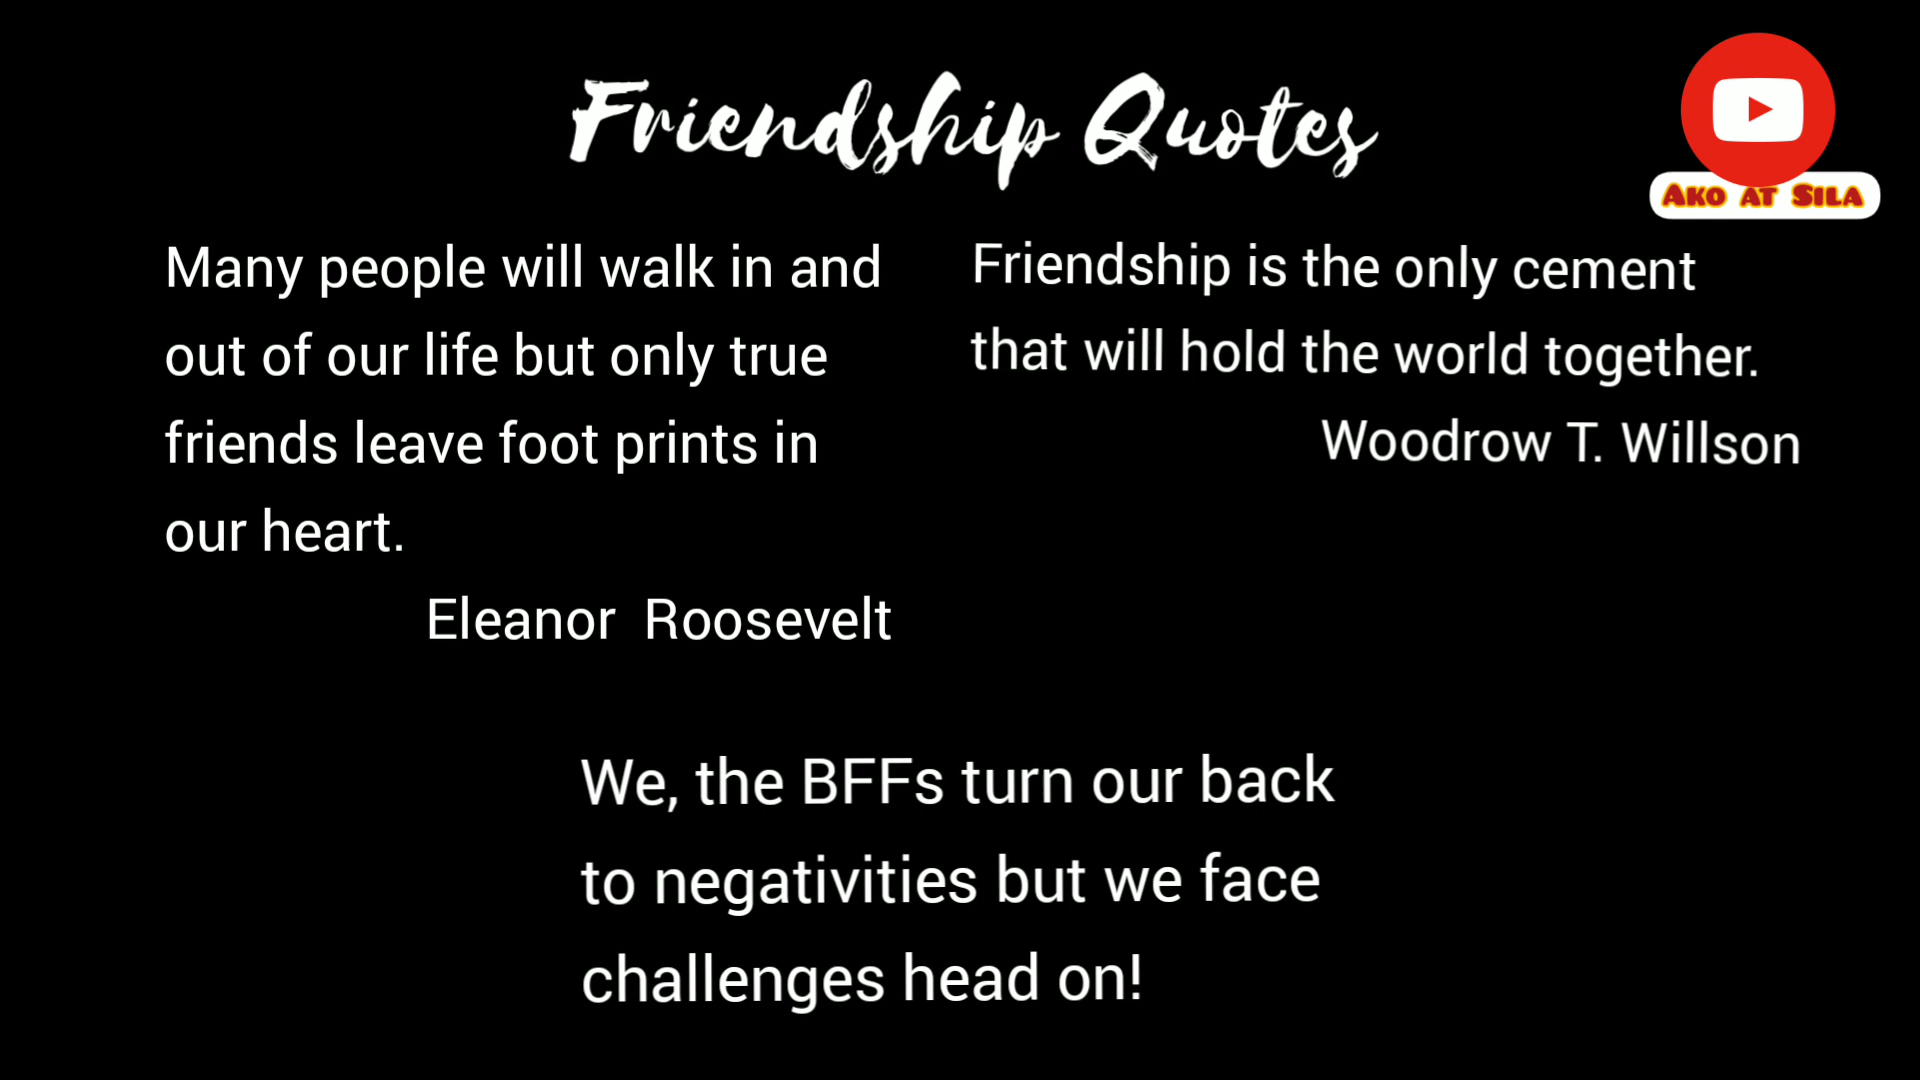 Friendship Quotes
AKO AT SILA
Many people will walk in and
out of our life but only true
friends leave foot prints in
our heart.
Eleanor Roosevelt
Friendship is the only cement
that will hold the world together.
Woodrow T. Willson
We, the BFFs turn our back
to negativities but we face
challenges head on!